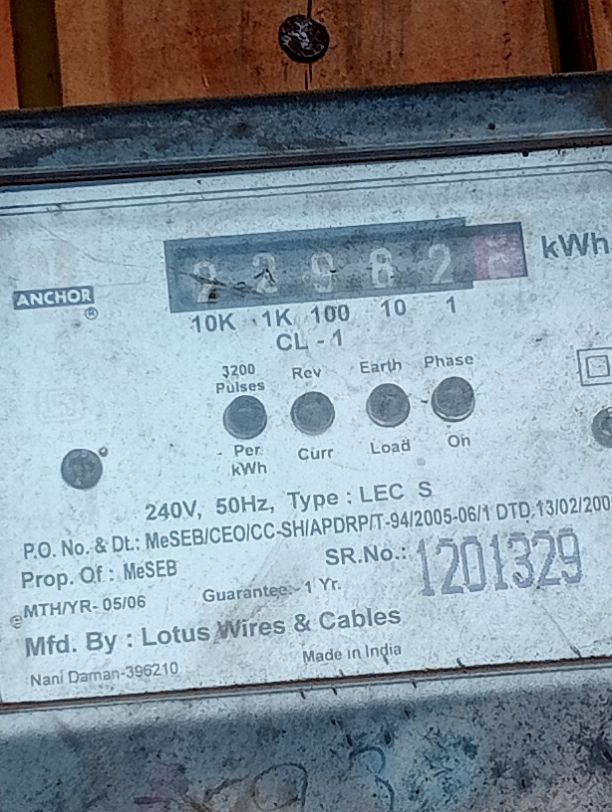 kWh
ANCHOR
®
982
10K 1K 100 10 1
CL - 1
3200 Pulses Rev Earth Phase
Per kWh Curr Load On
240V, 50Hz, Type : LEC S
P.O. No. & Dt.: MeSEB/CEO/CC-SH/APDRP/T-94/2005-06/1 DTD.13/02/200
Prop. Of : MeSEB SR.No.: 1201329
MTH/YR- 05/06 Guarantee:- 1 Yr.
Mfd. By : Lotus Wires & Cables
Nani Daman-396210 Made in India